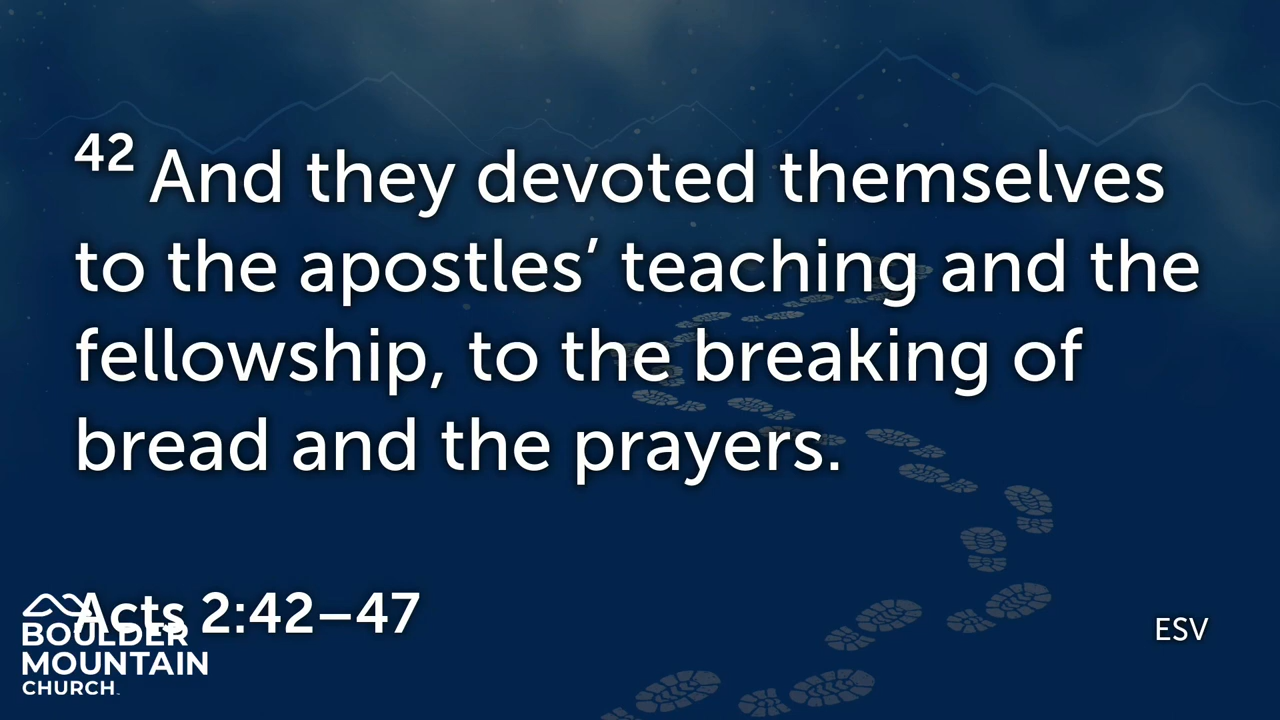 42 And they devoted themselves
to the apostles’ teaching and the
fellowship, to the breaking of
bread and the prayers.
Acts 2:42–47
ESV
BOULDER
MOUNTAIN
CHURCH